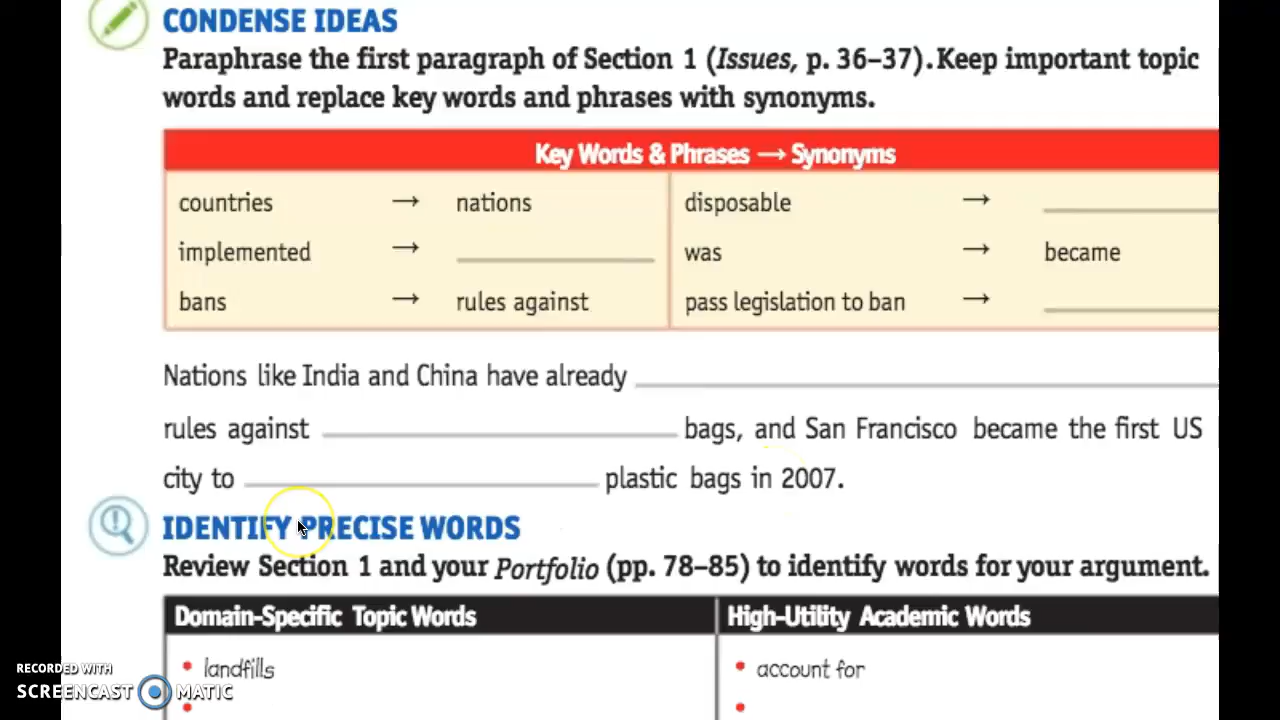 CONDENSE IDEAS
Paraphrase the first paragraph of Section 1 (Issues, p. 36–37). Keep important topic
words and replace key words and phrases with synonyms.
Key Words & Phrases → Synonyms
countries → nations disposable →
implemented → was → became
bans → rules against pass legislation to ban →
Nations like India and China have already
rules against bags, and San Francisco became the first US
city to plastic bags in 2007.
IDENTIFY PRECISE WORDS
Review Section 1 and your Portfolio (pp. 78–85) to identify words for your argument.
Domain-Specific Topic Words High-Utility Academic Words
• landfills • account for
RECORDED WITH
SCREENCAST MATIC